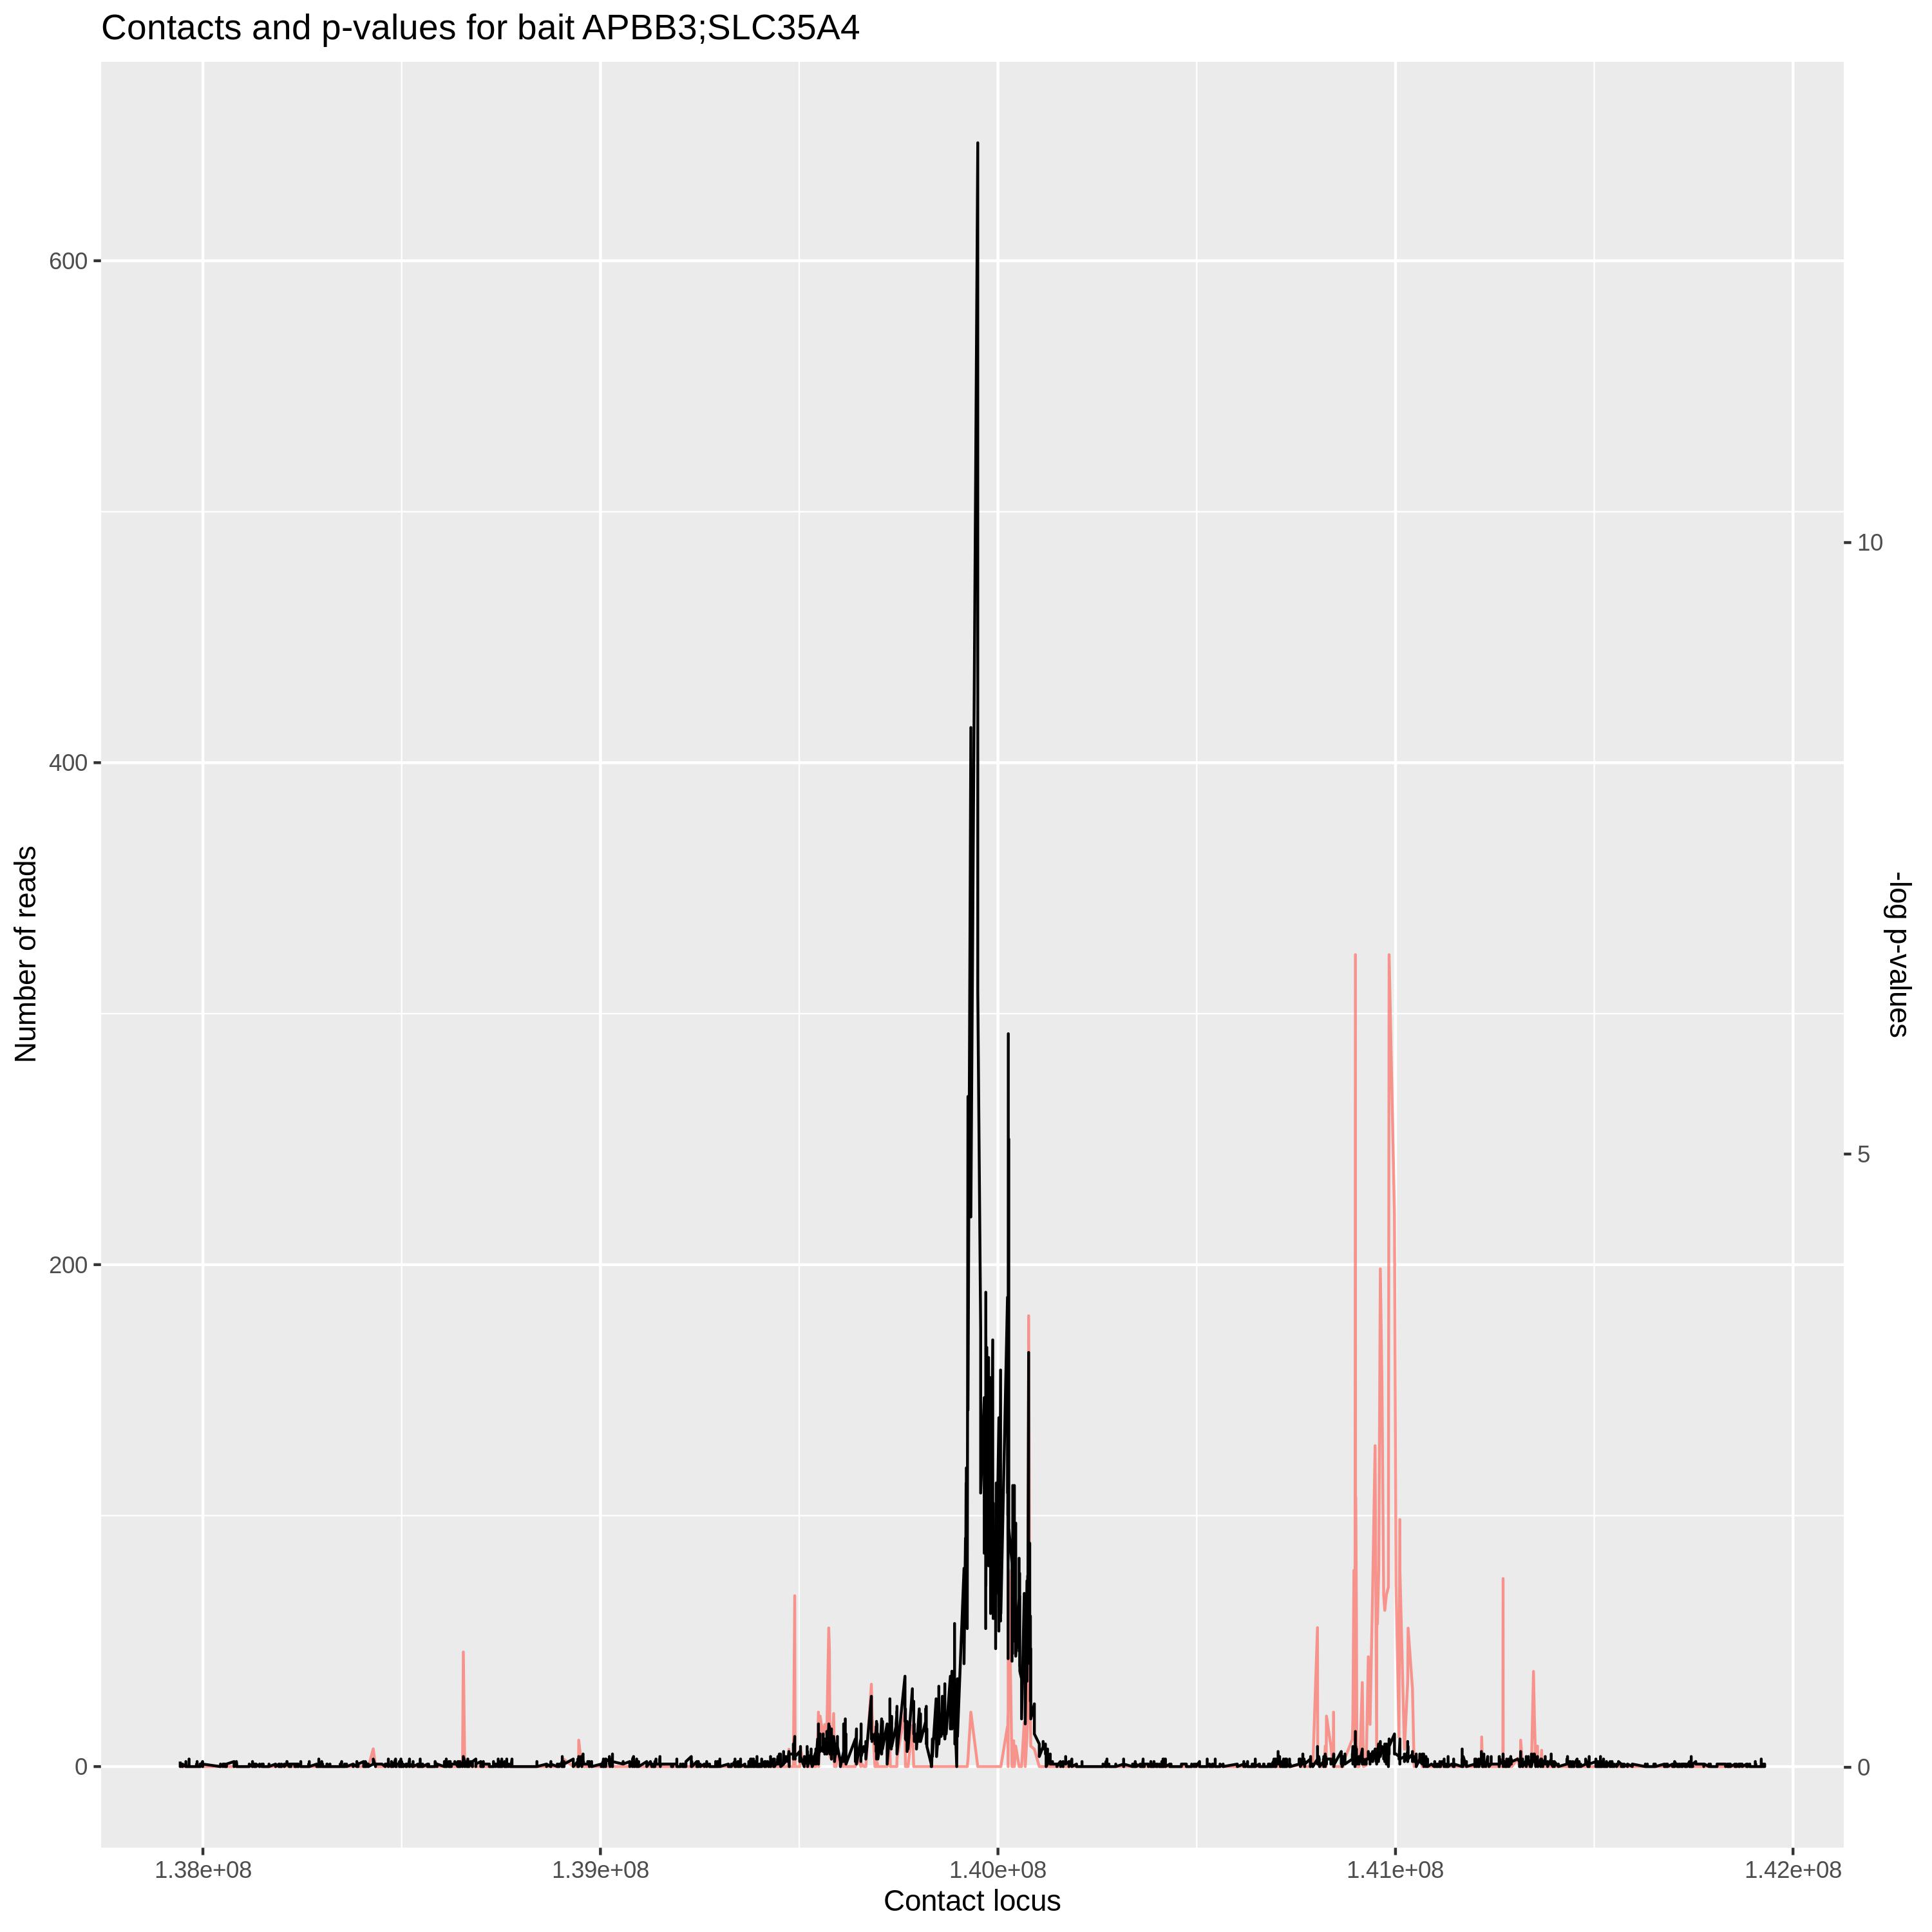 Contacts and p-values for bait APBB3;SLC35A4
600
400
200
0
Number of reads
10
5
0
-log p-values
1.38e+08
1.39e+08
1.40e+08
1.41e+08
1.42e+08
Contact locus